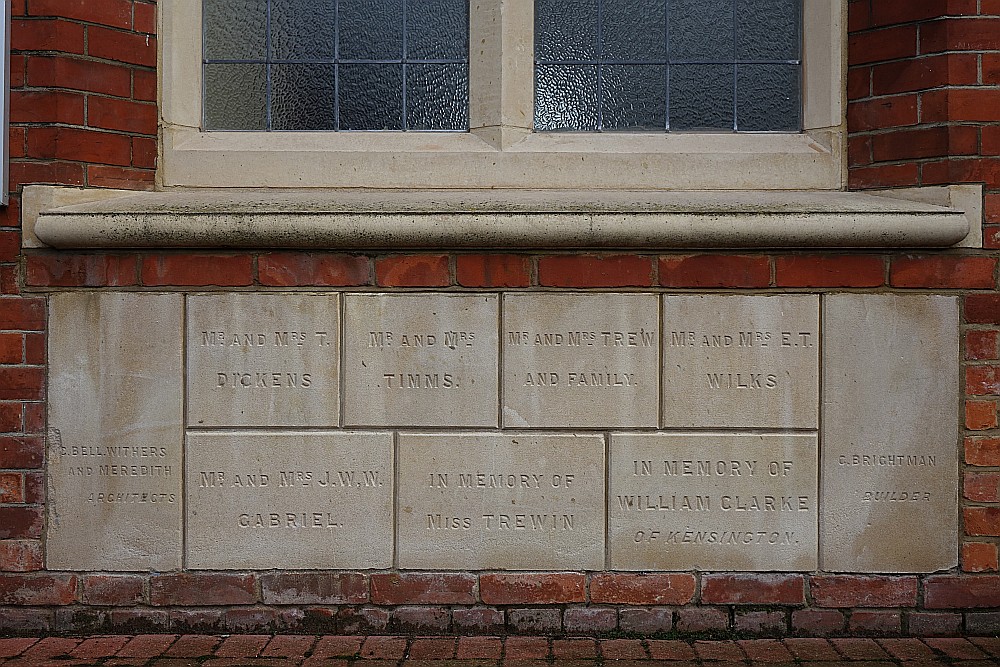 MR AND MRS T.
DICKENS
MR AND MRS
TIMMS.
MR AND MRS TREW
AND FAMILY.
MR AND MRS E.T.
WILKS
C. BELL. WITHERS
AND MEREDITH
ARCHITECTS
MR AND MRS J.W.W.
GABRIEL.
IN MEMORY OF
MISS TREWIN
IN MEMORY OF
WILLIAM CLARKE
OF KENSINGTON.
C. BRIGHTMAN
BUILDER